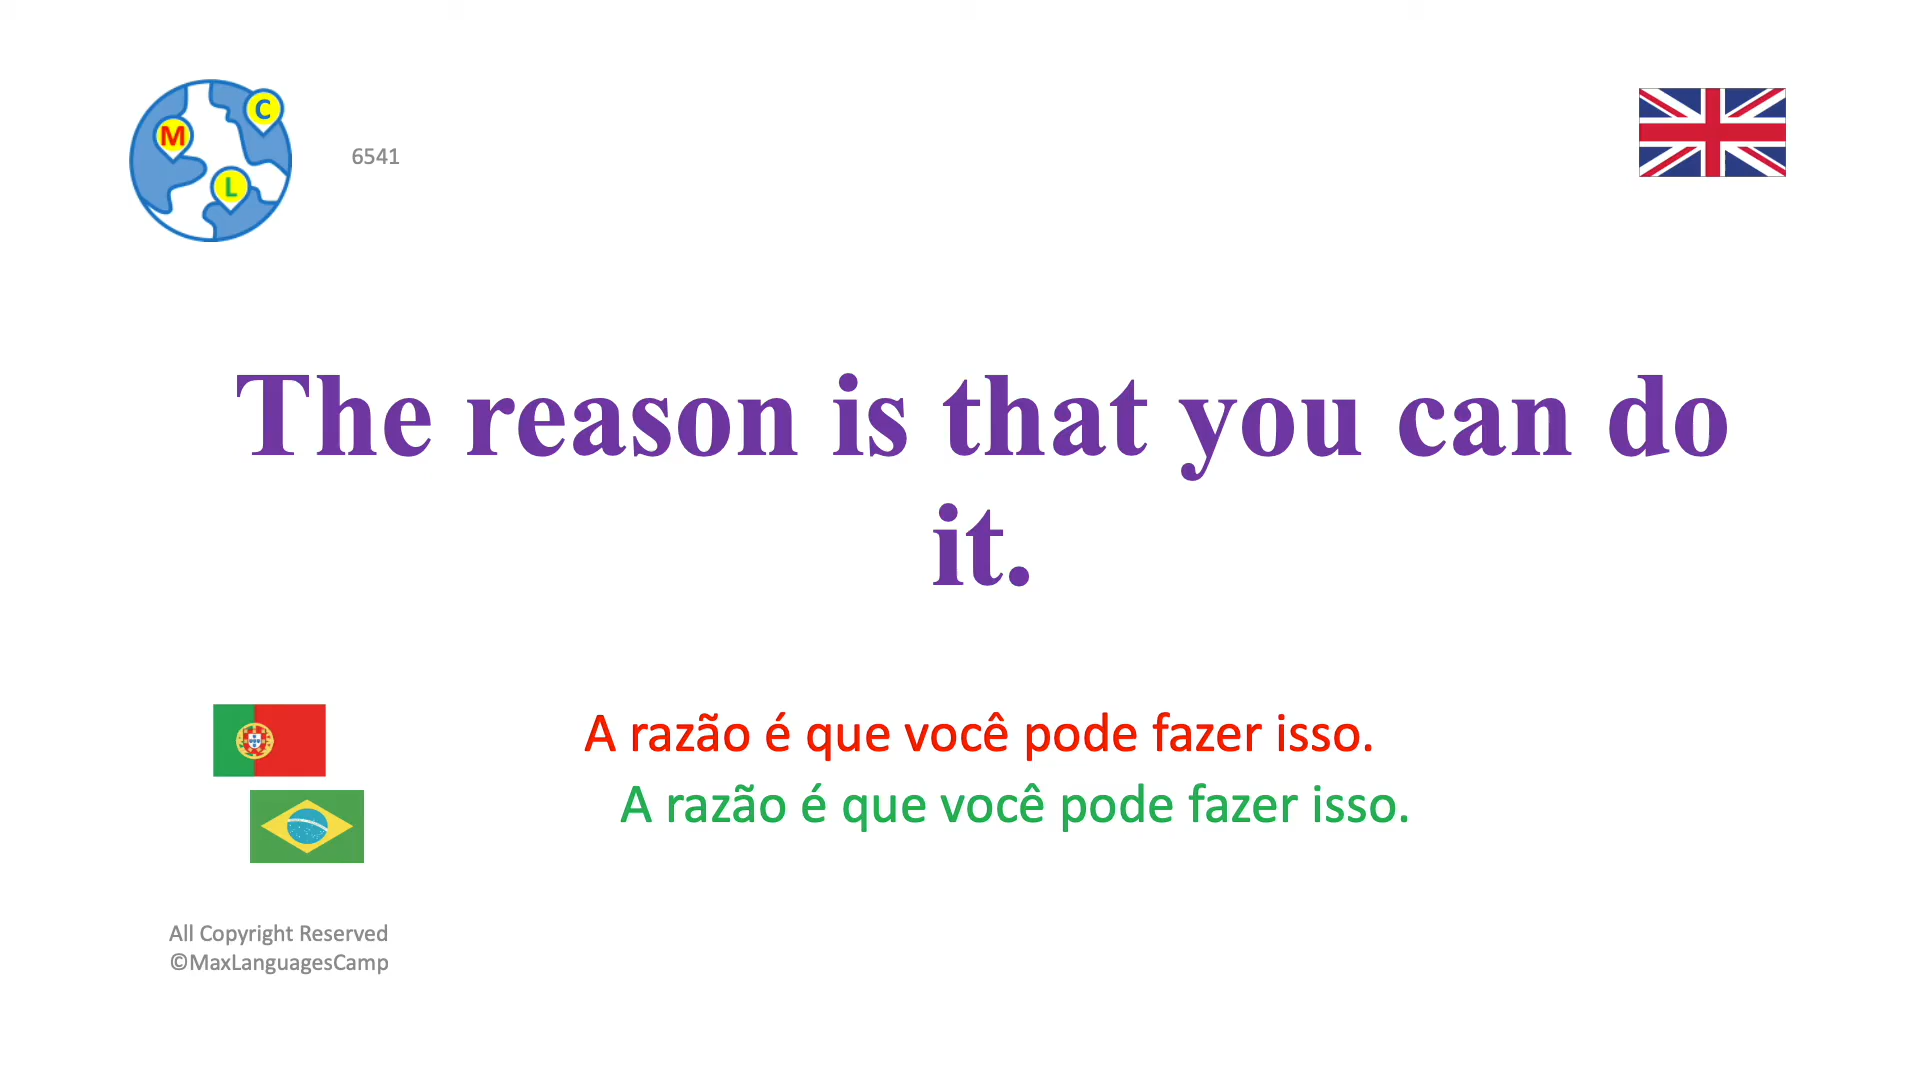 C
M
L
6541
The reason is that you can do
it.
A razão é que você pode fazer isso.
A razão é que você pode fazer isso.
All Copyright Reserved
©MaxLanguagesCamp